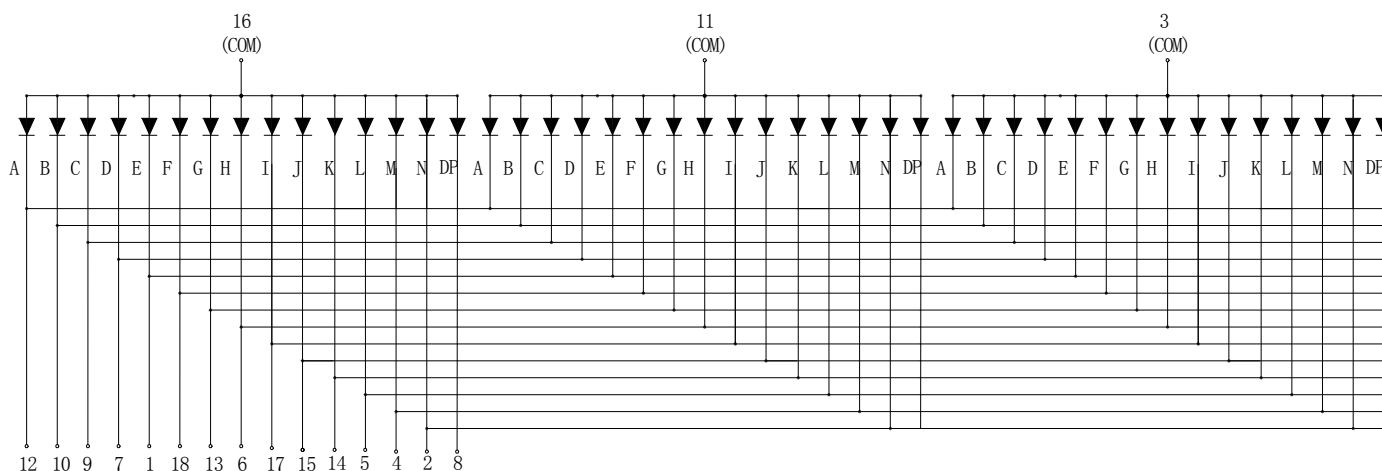 16 11 3
(COM) (COM) (COM)
A B C D E F G H I J K L M N DP A B C D E F G H I J K L M N DP A B C D E F G H I J K L M N DP
12 10 9 7 1 18 13 6 17 15 14 5 4 2 8